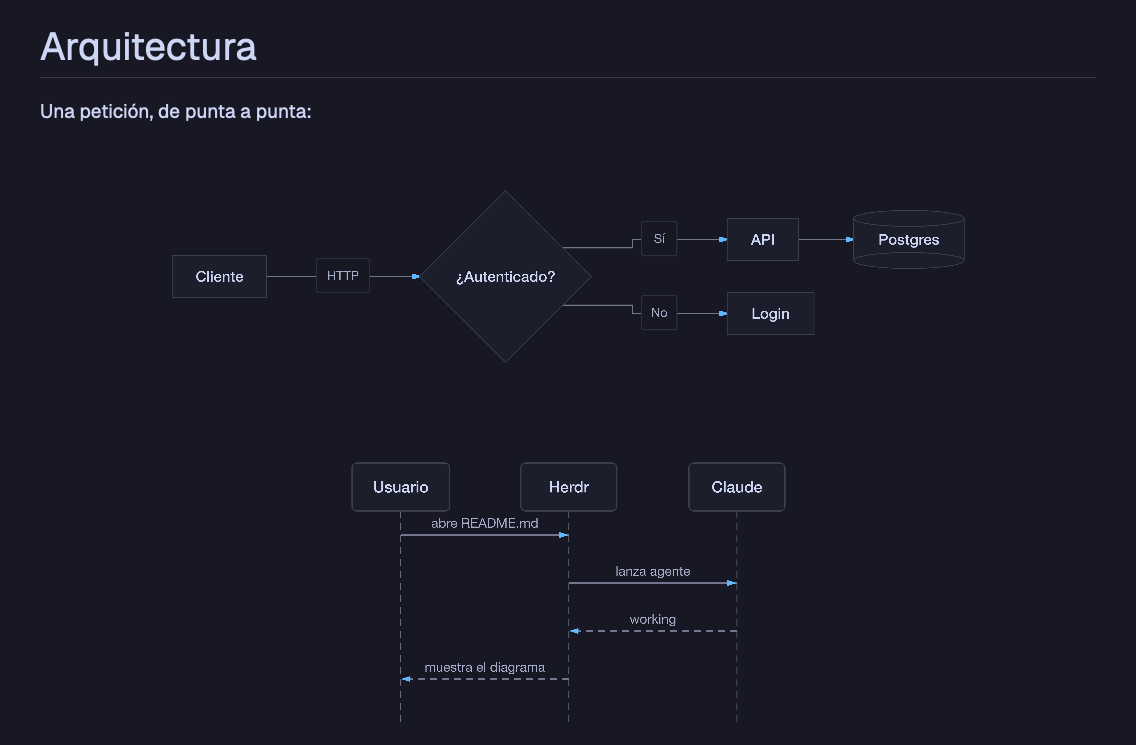 Arquitectura
Una petición, de punta a punta:
Cliente
HTTP
¿Autenticado?
Sí
API
Postgres
No
Login
Usuario
Herdr
Claude
abre README.md
lanza agente
working
muestra el diagrama